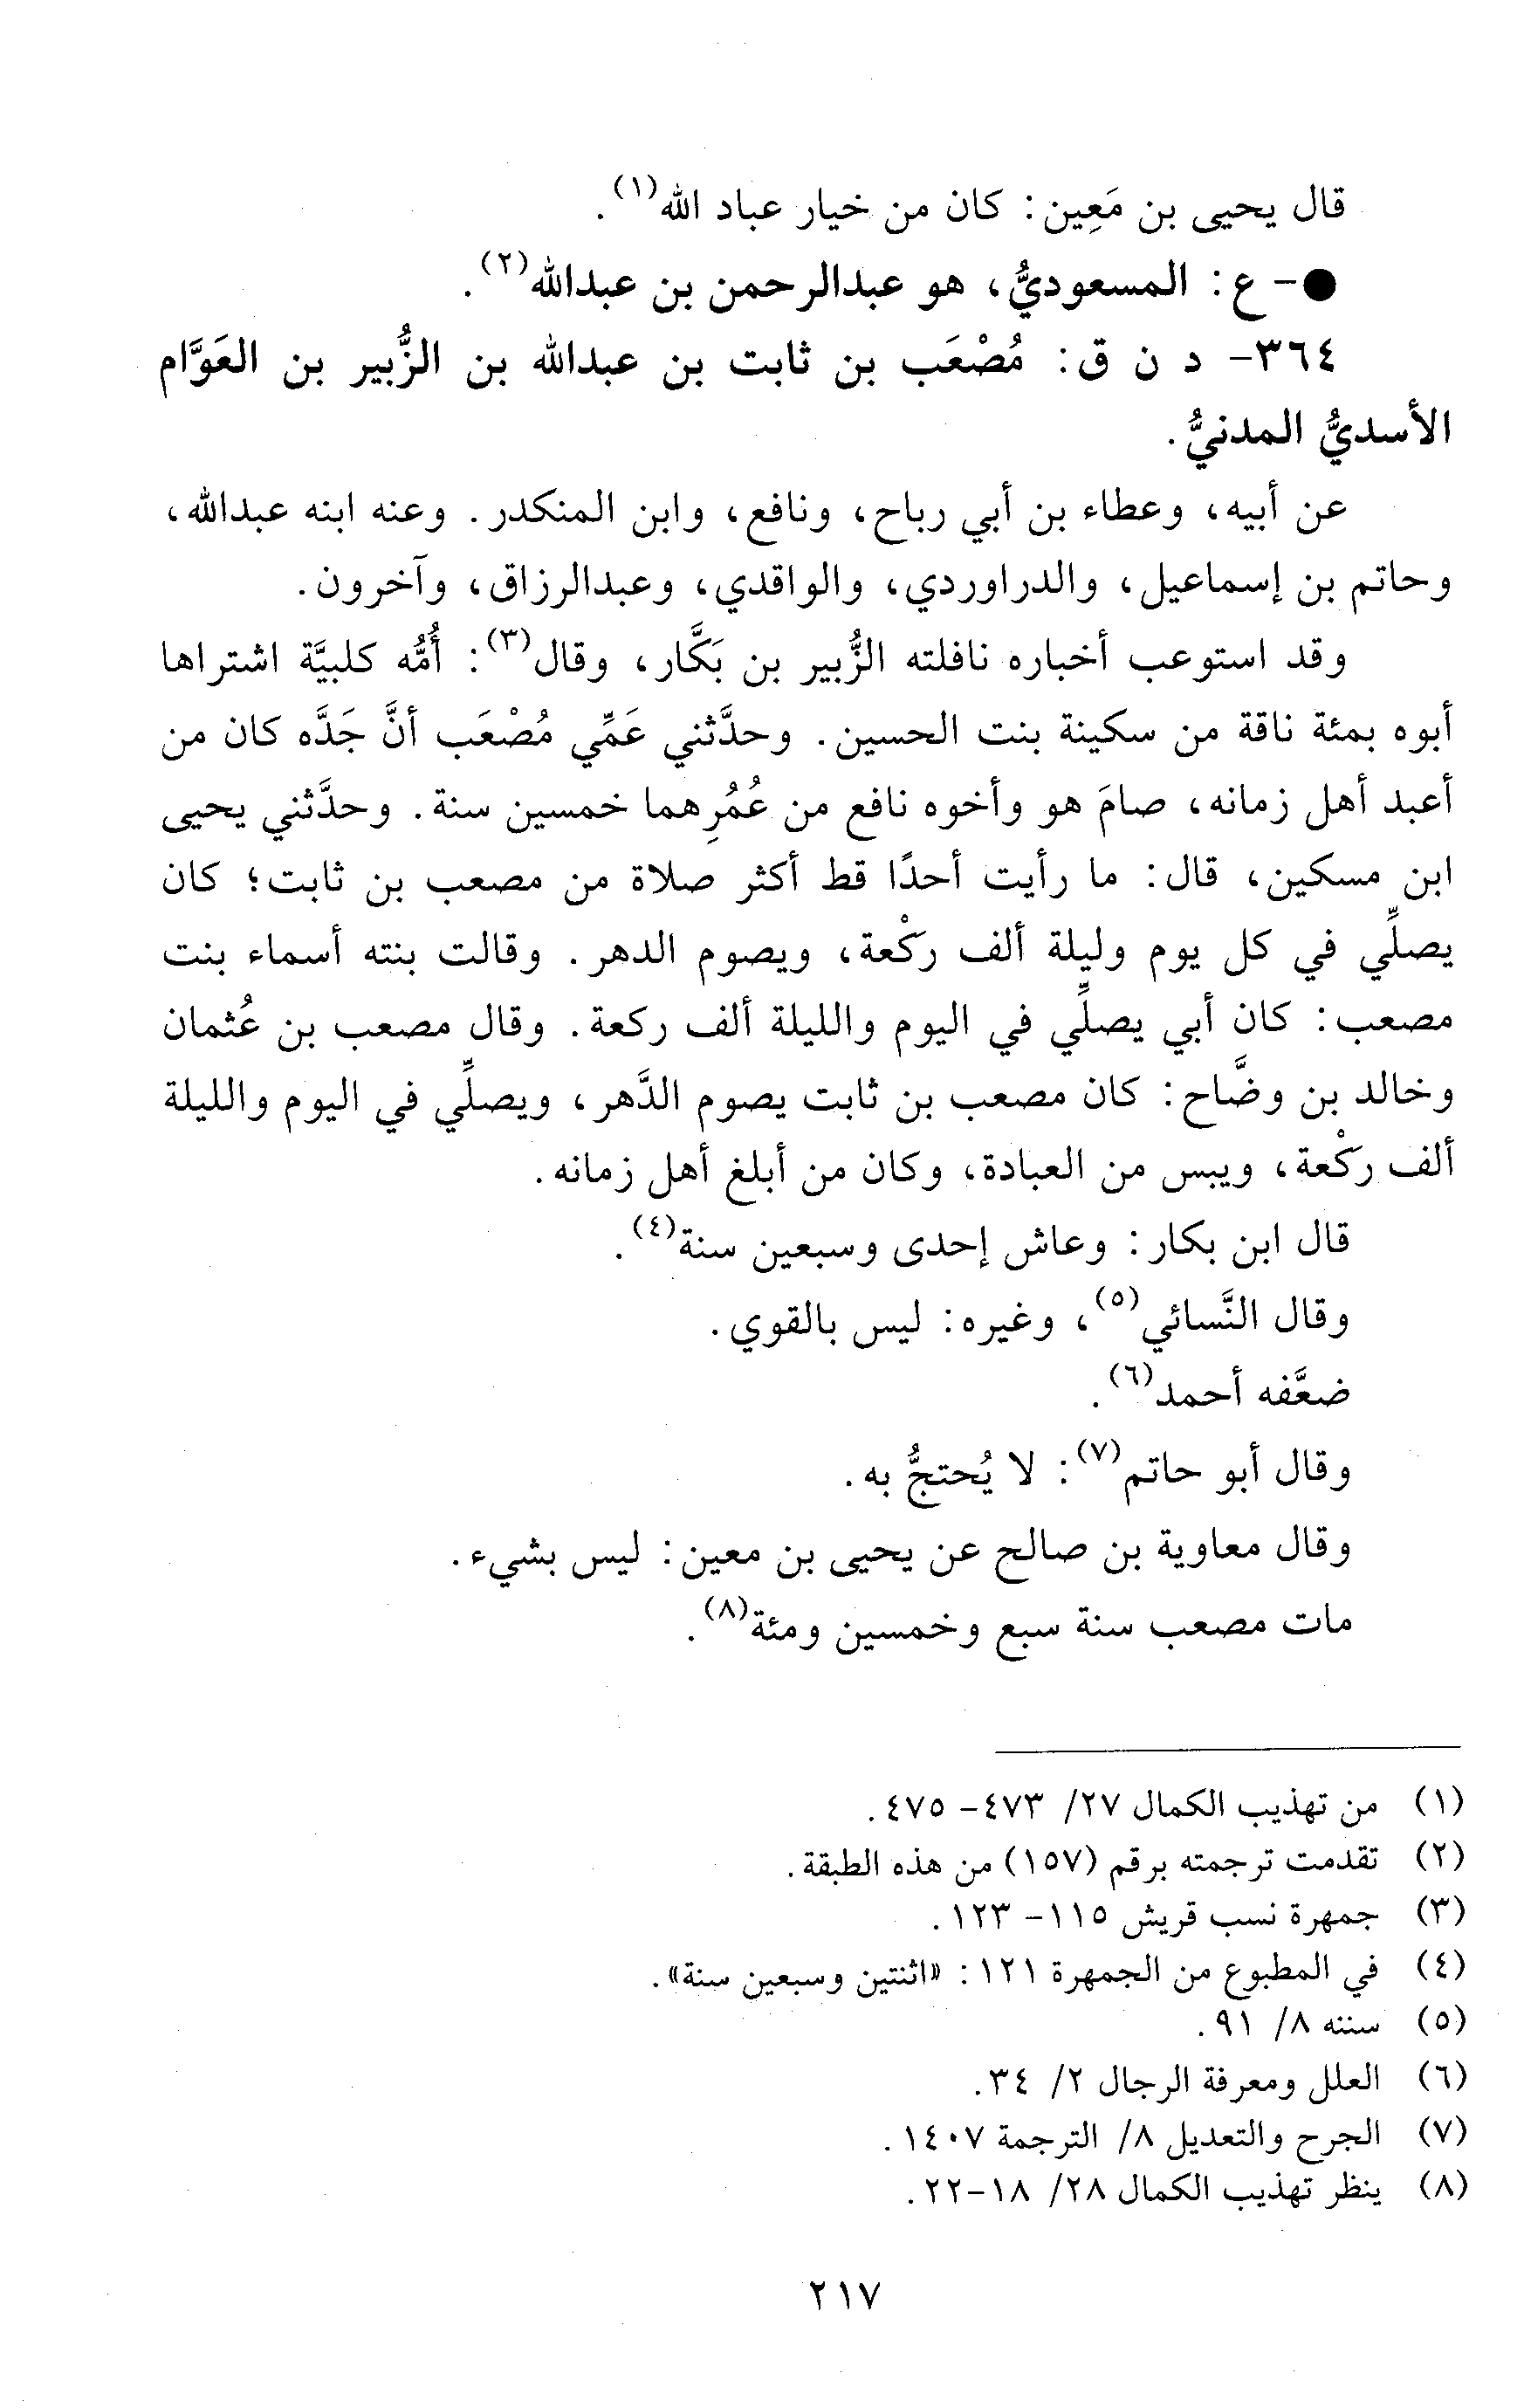 قال يحيى بن مَعِين: كان من خيار عباد الله(١).
●- ع: المسعوديُّ، هو عبدالرحمن بن عبدالله(٢).
٣٦٤- د ن ق: مُصْعَب بن ثابت بن عبدالله بن الزُّبير بن العَوَّام
الأسديُّ المدنيُّ.
عن أبيه، وعطاء بن أبي رباح، ونافع، وابن المنكدر. وعنه ابنه عبدالله،
وحاتم بن إسماعيل، والدراوردي، والواقدي، وعبدالرزاق، وآخرون.
وقد استوعب أخباره نافلته الزُّبير بن بَكَّار، وقال(٣): أُمُّه كلبيَّة اشتراها
أبوه بمئة ناقة من سكينة بنت الحسين. وحدَّثني عَمِّي مُصْعَب أنَّ جَدَّه كان من
أعبد أهل زمانه، صامَ هو وأخوه نافع من عُمُرِهما خمسين سنة. وحدَّثني يحيى
ابن مسكين، قال: ما رأيت أحدًا قط أكثر صلاة من مصعب بن ثابت؛ كان
يصلِّي في كل يوم وليلة ألف ركْعة، ويصوم الدهر. وقالت بنته أسماء بنت
مصعب: كان أبي يصلِّي في اليوم والليلة ألف ركعة. وقال مصعب بن عُثمان
وخالد بن وضَّاح: كان مصعب بن ثابت يصوم الدَّهر، ويصلِّي في اليوم والليلة
ألف ركْعة، ويبس من العبادة، وكان من أبلغ أهل زمانه.
قال ابن بكار: وعاش إحدى وسبعين سنة(٤).
وقال النَّسائي(٥)، وغيره: ليس بالقوي.
ضعَّفه أحمد(٦).
وقال أبو حاتم(٧): لا يُحتجُّ به.
وقال معاوية بن صالح عن يحيى بن معين: ليس بشيء.
مات مصعب سنة سبع وخمسين ومئة(٨).
(١) من تهذيب الكمال ٢٧/ ٤٧٣- ٤٧٥.
(٢) تقدمت ترجمته برقم (١٥٧) من هذه الطبقة.
(٣) جمهرة نسب قريش ١١٥- ١٢٣.
(٤) في المطبوع من الجمهرة ١٢١: «اثنتين وسبعين سنة».
(٥) سننه ٨/ ٩١.
(٦) العلل ومعرفة الرجال ٢/ ٣٤.
(٧) الجرح والتعديل ٨/ الترجمة ١٤٠٧.
(٨) ينظر تهذيب الكمال ٢٨/ ١٨-٢٢.
٢١٧